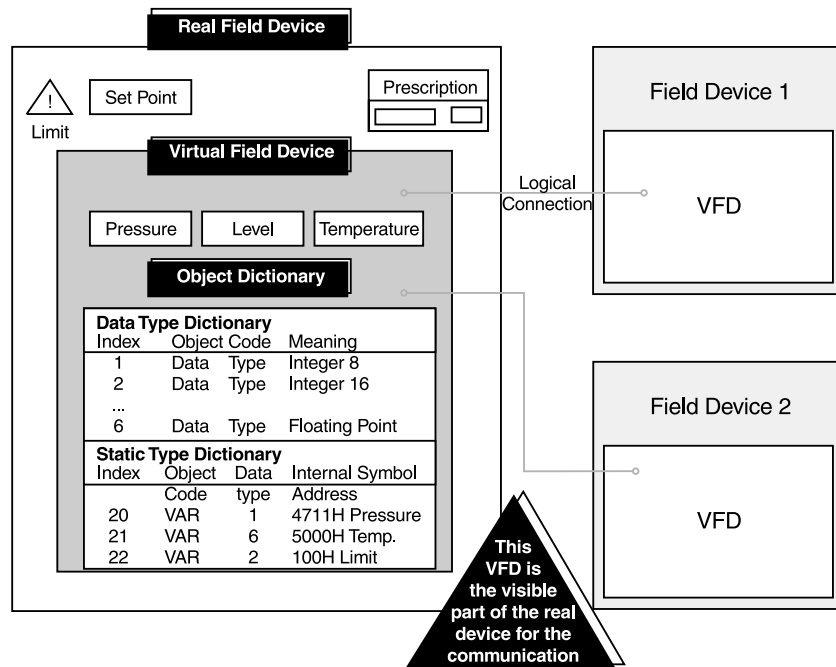 Real Field Device
!
Limit
Set Point
Prescription
Virtual Field Device
Pressure
Level
Temperature
Object Dictionary
Data Type Dictionary
Index Object Code Meaning
1 Data Type Integer 8
2 Data Type Integer 16
...
6 Data Type Floating Point
Static Type Dictionary
Index Object Data Internal Symbol
Code type Address
20 VAR 1 4711H Pressure
21 VAR 6 5000H Temp.
22 VAR 2 100H Limit
Logical
Connection
Field Device 1
VFD
Field Device 2
VFD
This
VFD is
the visible
part of the real
device for the
communication